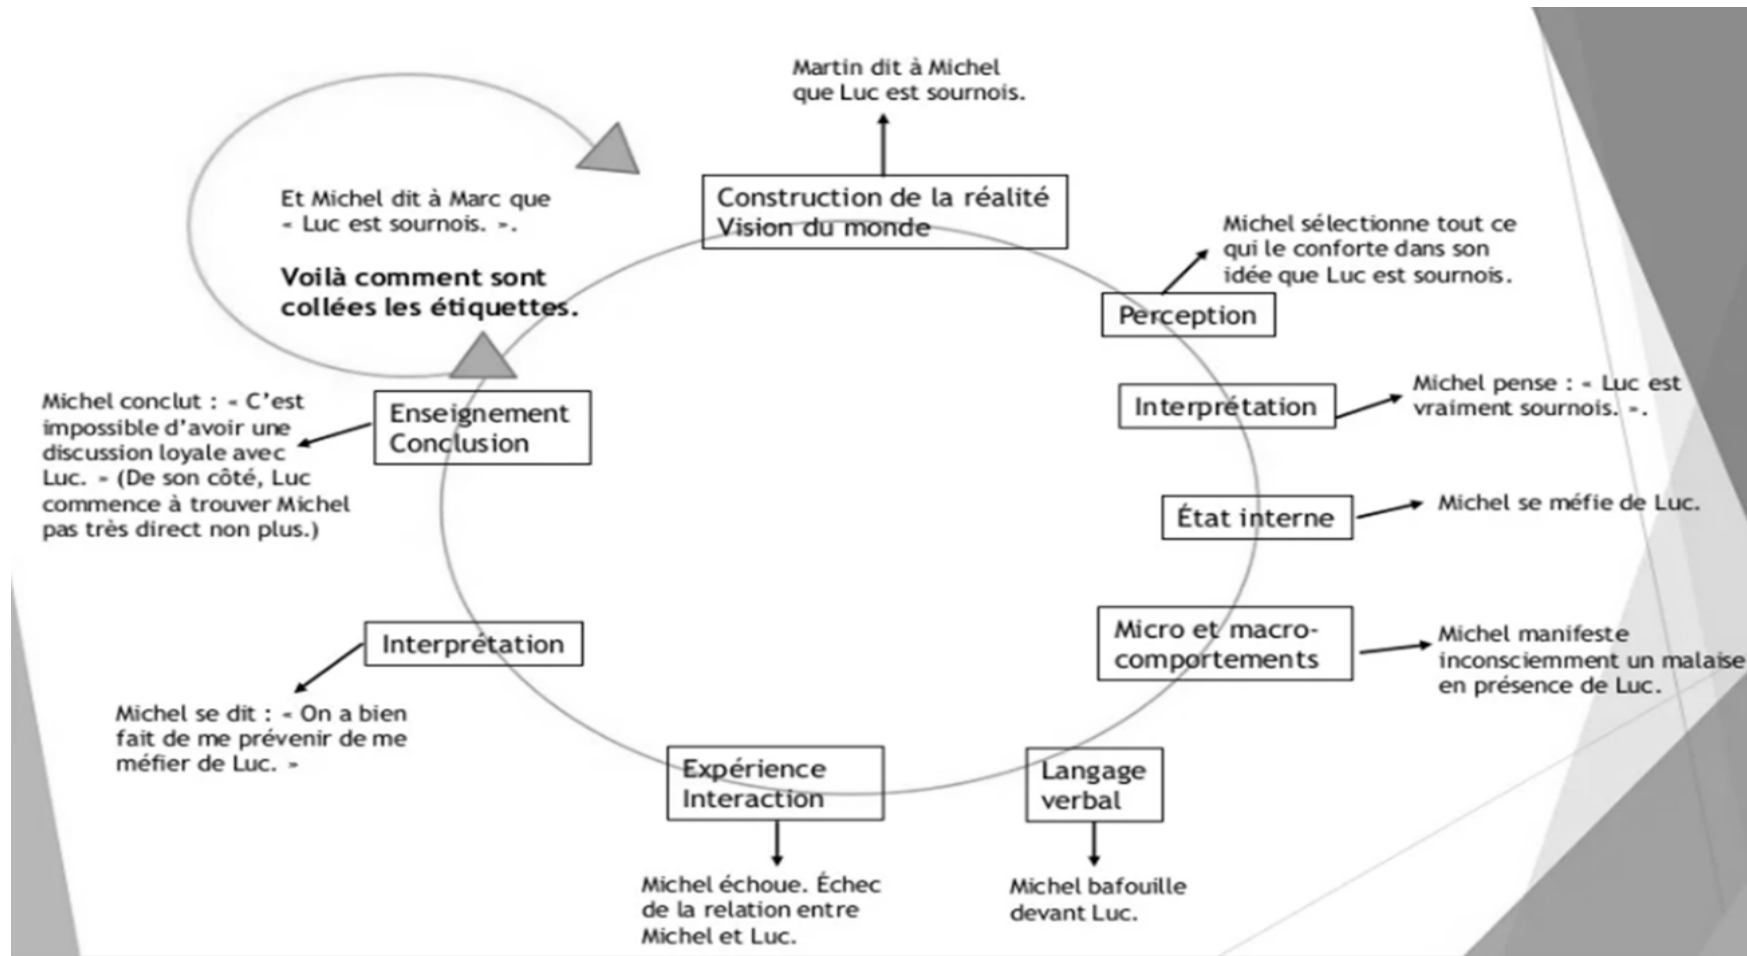 Martin dit à Michel
que Luc est sournois.
Construction de la réalité
Vision du monde
Michel sélectionne tout ce
qui le conforte dans son
idée que Luc est sournois.
Perception
Interprétation
Michel pense : « Luc est
vraiment sournois. ».
État interne
Michel se méfie de Luc.
Micro et macro-
comportements
Michel manifeste
inconsciemment un malaise
en présence de Luc.
Langage
verbal
Michel bafouille
devant Luc.
Expérience
Interaction
Michel échoue. Échec
de la relation entre
Michel et Luc.
Interprétation
Michel se dit : « On a bien
fait de me prévenir de me
méfier de Luc. »
Enseignement
Conclusion
Michel conclut : « C’est
impossible d’avoir une
discussion loyale avec
Luc. » (De son côté, Luc
commence à trouver Michel
pas très direct non plus.)
Et Michel dit à Marc que
« Luc est sournois. ».
Voilà comment sont
collées les étiquettes.